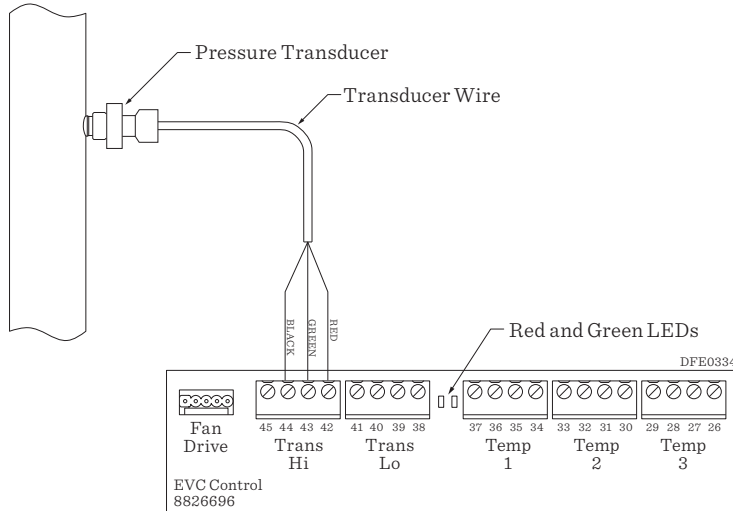 Pressure Transducer
Transducer Wire
BLACK
GREEN
RED
Red and Green LEDs
DFE0334
Fan
Drive
45 44 43 42
Trans
Hi
41 40 39 38
Trans
Lo
37 36 35 34
Temp
1
33 32 31 30
Temp
2
29 28 27 26
Temp
3
EVC Control
8826696